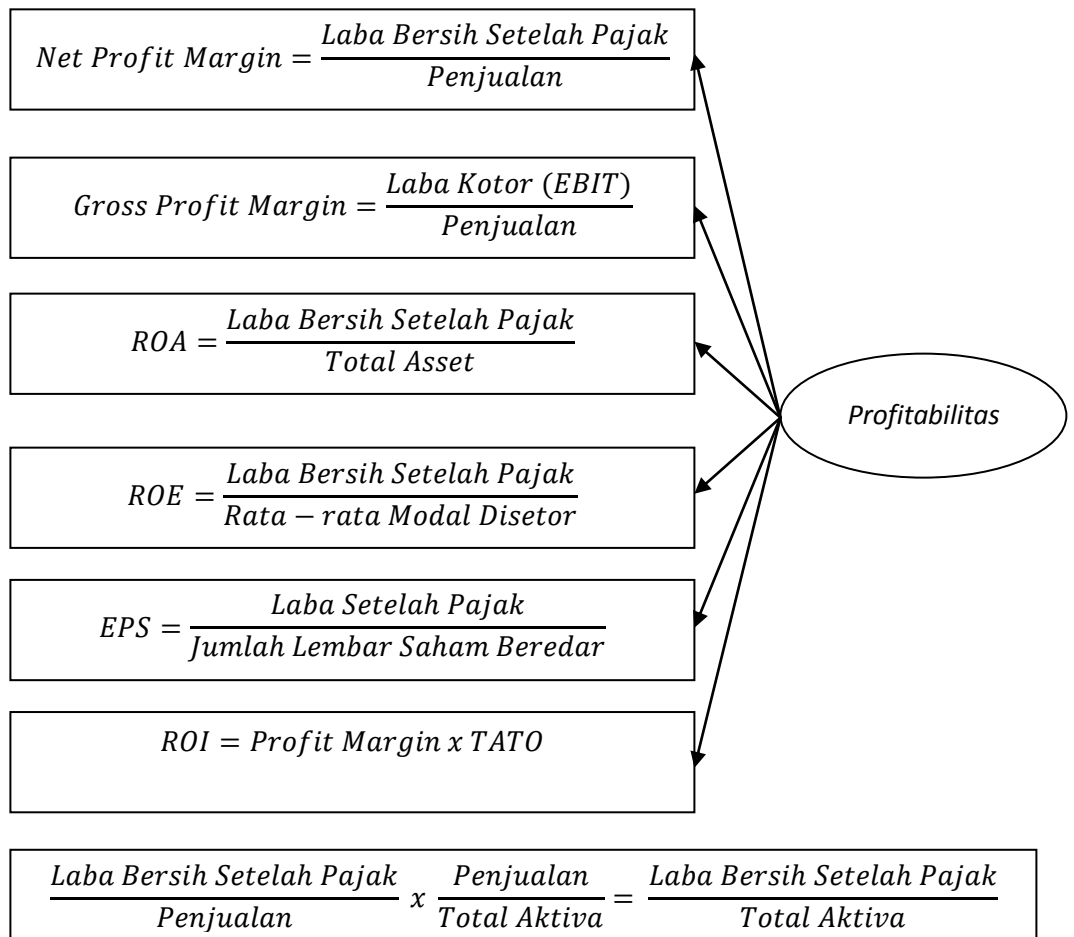 Net Profit Margin = Laba Bersih Setelah Pajak / Penjualan
Gross Profit Margin = Laba Kotor (EBIT) / Penjualan
ROA = Laba Bersih Setelah Pajak / Total Asset
Profitabilitas
ROE = Laba Bersih Setelah Pajak / Rata − rata Modal Disetor
EPS = Laba Setelah Pajak / Jumlah Lembar Saham Beredar
ROI = Profit Margin x TATO
Laba Bersih Setelah Pajak / Penjualan x Penjualan / Total Aktiva = Laba Bersih Setelah Pajak / Total Aktiva